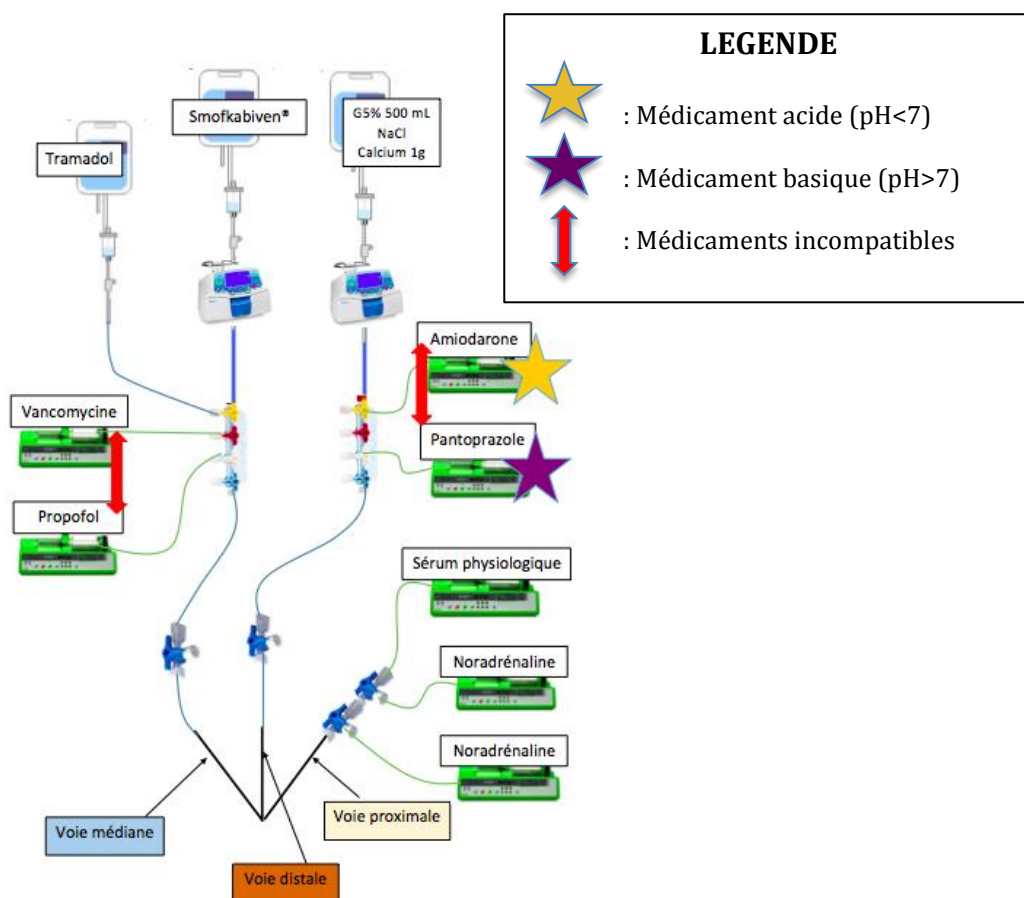 LEGENDE
: Médicament acide (pH<7)
: Médicament basique (pH>7)
: Médicaments incompatibles
Tramadol
Smofkabiven®
G5% 500 mL
NaCl
Calcium 1g
Vancomycine
Propofol
Amiodarone
Pantoprazole
Sérum physiologique
Noradrénaline
Noradrénaline
Voie médiane
Voie distale
Voie proximale